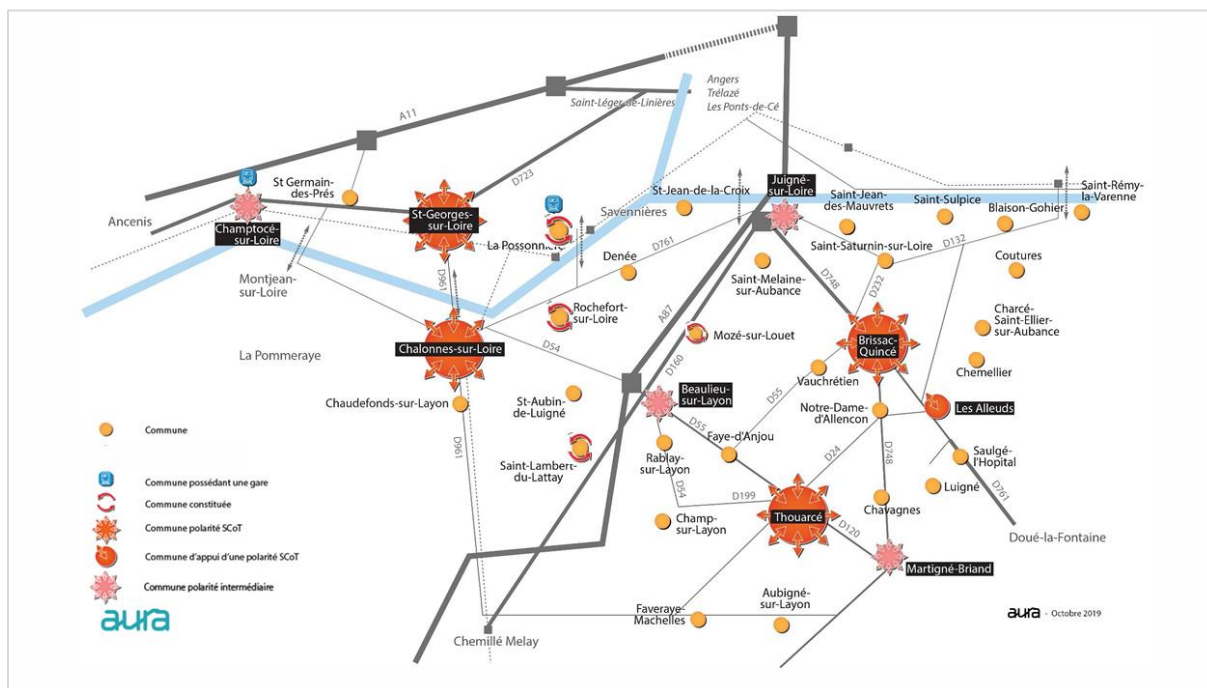 Angers
Trélazé
Les Ponts-de-Cé
Saint-Léger-de-Linières
A11
D723
St Germain-
des-Prés
Ancenis
Champtocé-
sur-Loire
St-Georges-
sur-Loire
Savennières
La Possonnière
St-Jean-de-la-Croix
Juigné-
sur-Loire
Saint-Jean
des-Mauvrets
Saint-Sulpice
Blaison-Gohier
Saint-Rémy-
la-Varenne
Montjean-
sur-Loire
D961
Denée
D761
Saint-Saturnin-sur-Loire
D132
Saint-Melaine-
sur-Aubance
D748
D232
Coutures
Rochefort-
sur-Loire
A87
Mozé-sur-Louet
Charcé-
Saint-Ellier-
sur-Aubance
La Pommeraye
Chalonnes-sur-Loire
D54
D160
Brissac-
Quincé
Chemellier
Vauchrétien
Chaudefonds-sur-Layon
St-Aubin-
de-Luigné
Beaulieu-
sur-Layon
D55
Notre-Dame-
d'Allencon
Les Alleuds
D961
Saint-Lambert-
du-Lattay
D55
Faye-d'Anjou
Rablay-
sur-Layon
D24
D748
Saulgé-
l'Hopital
D54
D199
Luigné
D761
Champ-
sur-Layon
Thouarcé
Chavagnes
D120
Doué-la-Fontaine
Martigné-Briand
Aubigné-
sur-Layon
Faveraye-
Machelles
Chemillé Melay
Commune
Commune possédant une gare
Commune constituée
Commune polarité SCoT
Commune d'appui d'une polarité SCoT
Commune polarité intermédiaire
aura
aura - Octobre 2019